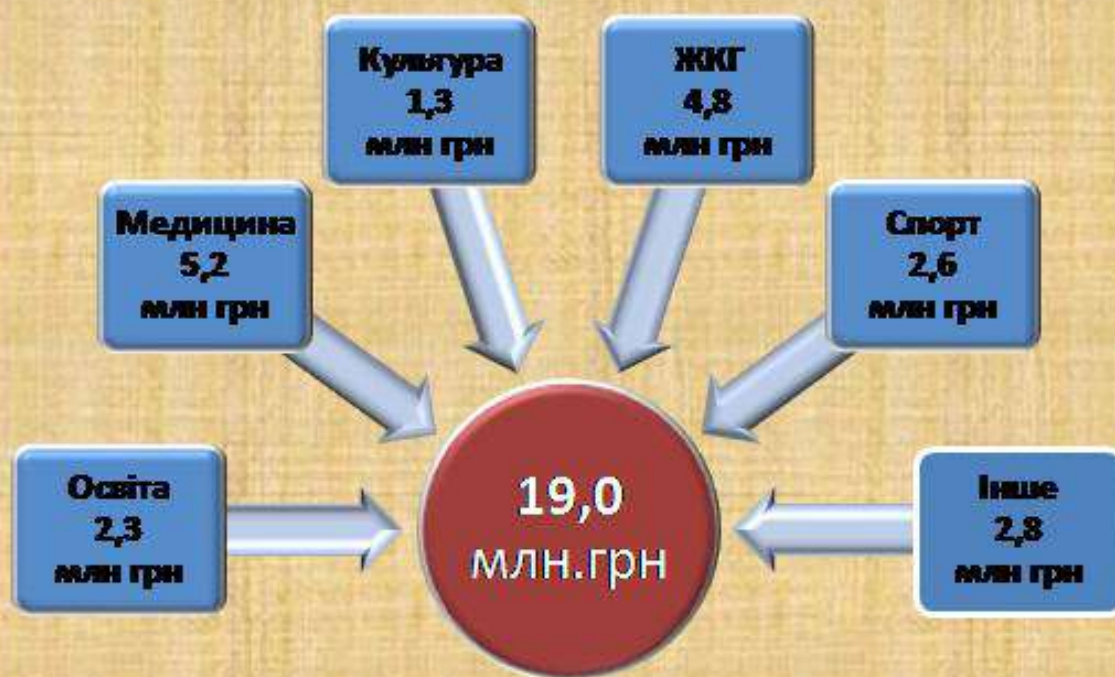 Культура
1,3
млн грн
ЖКГ
4,8
млн грн
Медицина
5,2
млн грн
Спорт
2,6
млн грн
Освіта
2,3
млн грн
19,0
млн.грн
Інше
2,8
млн грн